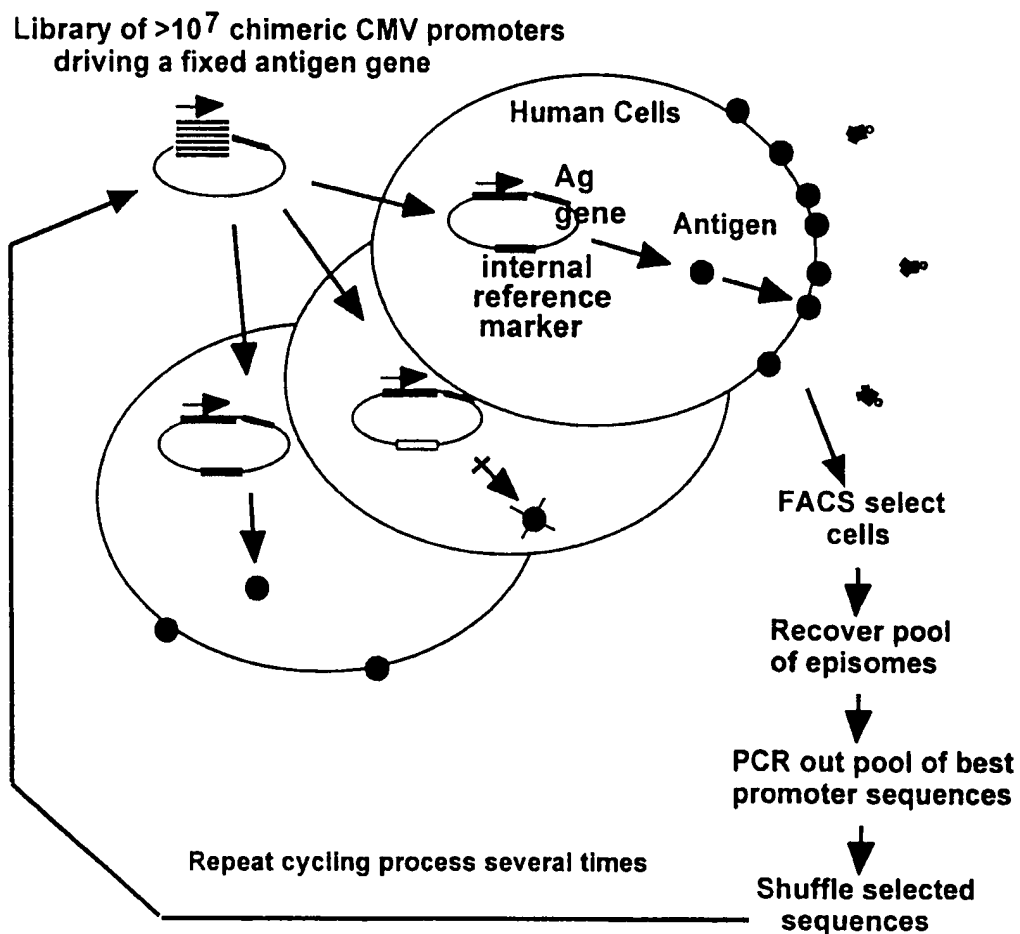 Library of >10⁷ chimeric CMV promoters
driving a fixed antigen gene
Human Cells
Ag
gene
Antigen
internal
reference
marker
FACS select
cells
Recover pool
of episomes
PCR out pool of best
promoter sequences
Repeat cycling process several times
Shuffle selected
sequences